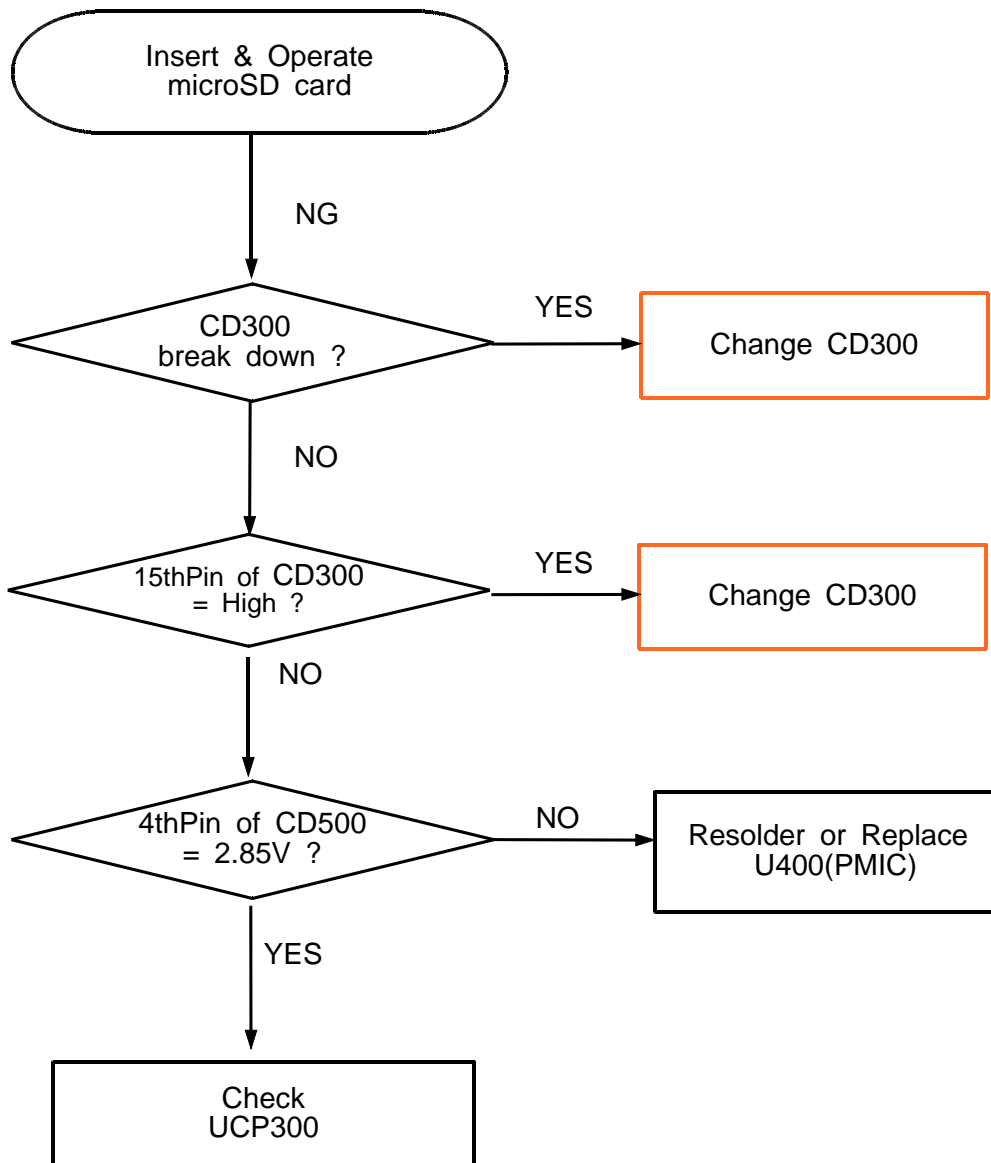 Insert & Operate
microSD card
NG
CD300
break down ?
YES
Change CD300
NO
15thPin of CD300
= High ?
YES
Change CD300
NO
4thPin of CD500
= 2.85V ?
NO
Resolder or Replace
U400(PMIC)
YES
Check
UCP300